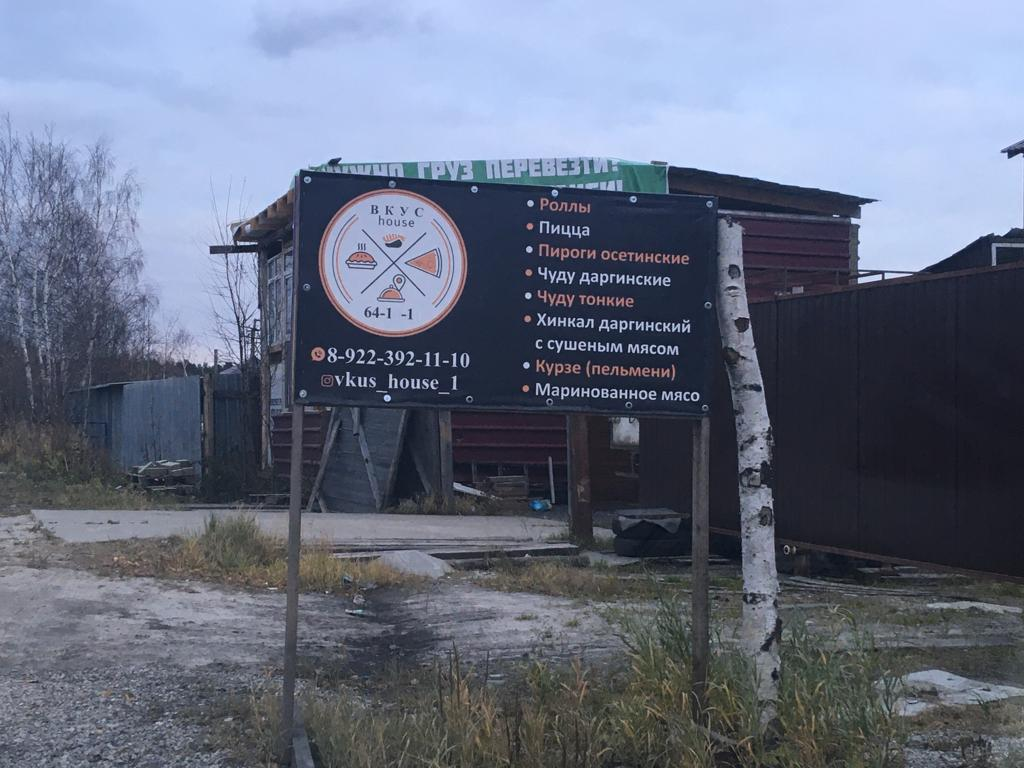 ГРУЗ ПЕРЕВЕЗТИ:
ВКУС
house
64-1 -1
8-922-392-11-10
vkus_house_1
Роллы
Пицца
Пироги осетинские
Чуду даргинские
Чуду тонкие
Хинкал даргинский
с сушеным мясом
Курзе (пельмени)
Маринованное мясо